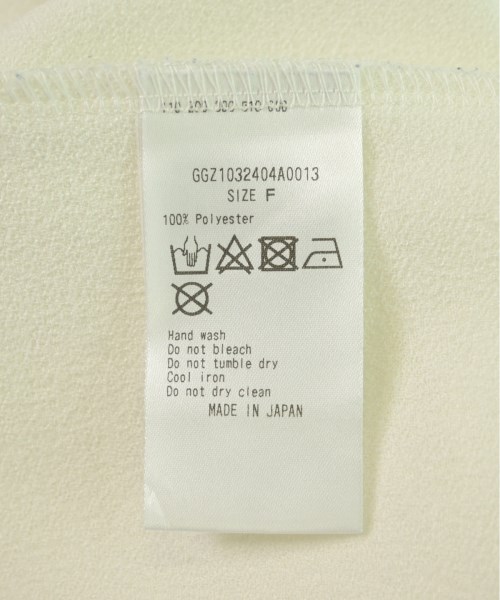 GGZ1032404A0013
SIZE F
100% Polyester
Hand wash
Do not bleach
Do not tumble dry
Cool iron
Do not dry clean
MADE IN JAPAN